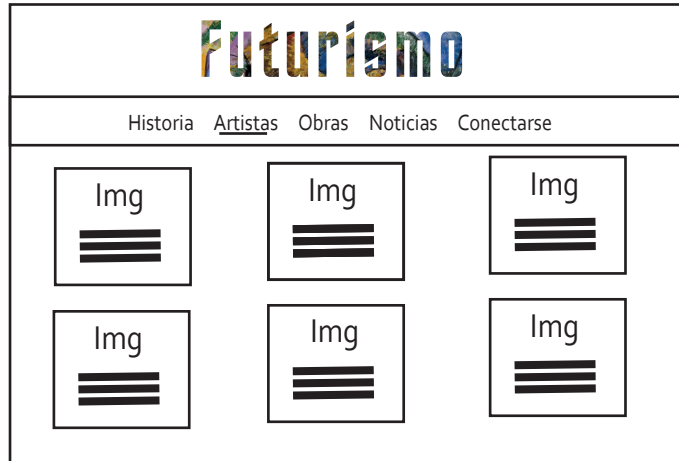 Futurismo
Historia Artistas Obras Noticias Conectarse
Img Img Img
Img Img Img